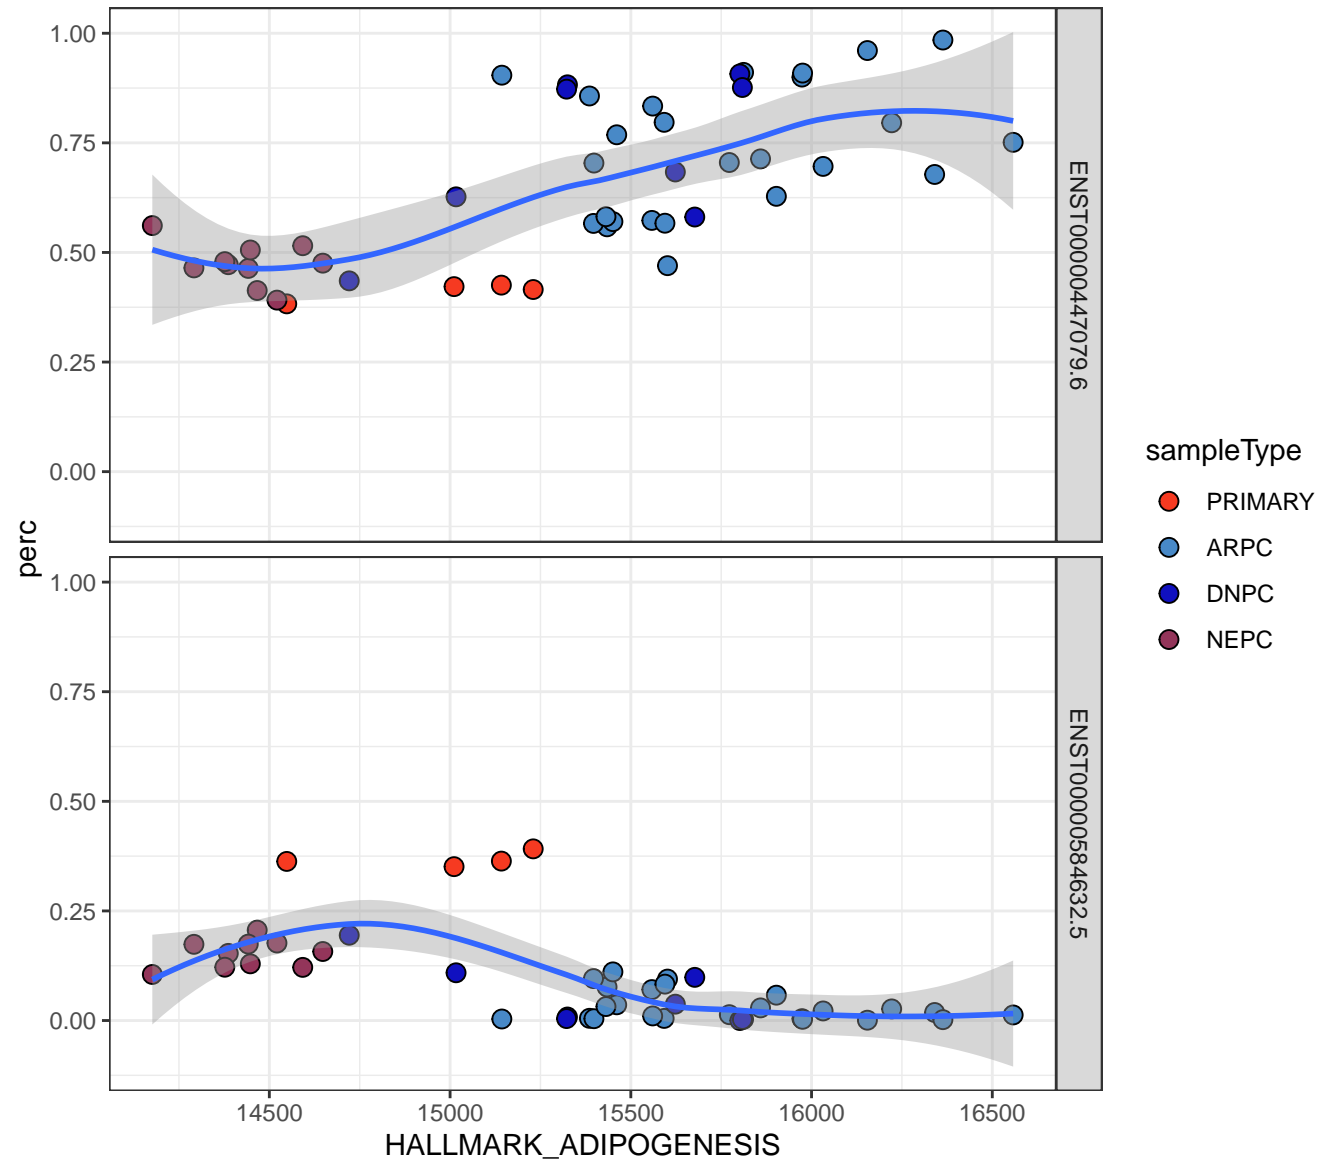 1.00
0.75
0.50
0.25
0.00
ENST00000447079.6
1.00
0.75
0.50
0.25
0.00
ENST00000584632.5
perc
14500 15000 15500 16000 16500
HALLMARK_ADIPOGENESIS
sampleType
PRIMARY
ARPC
DNPC
NEPC